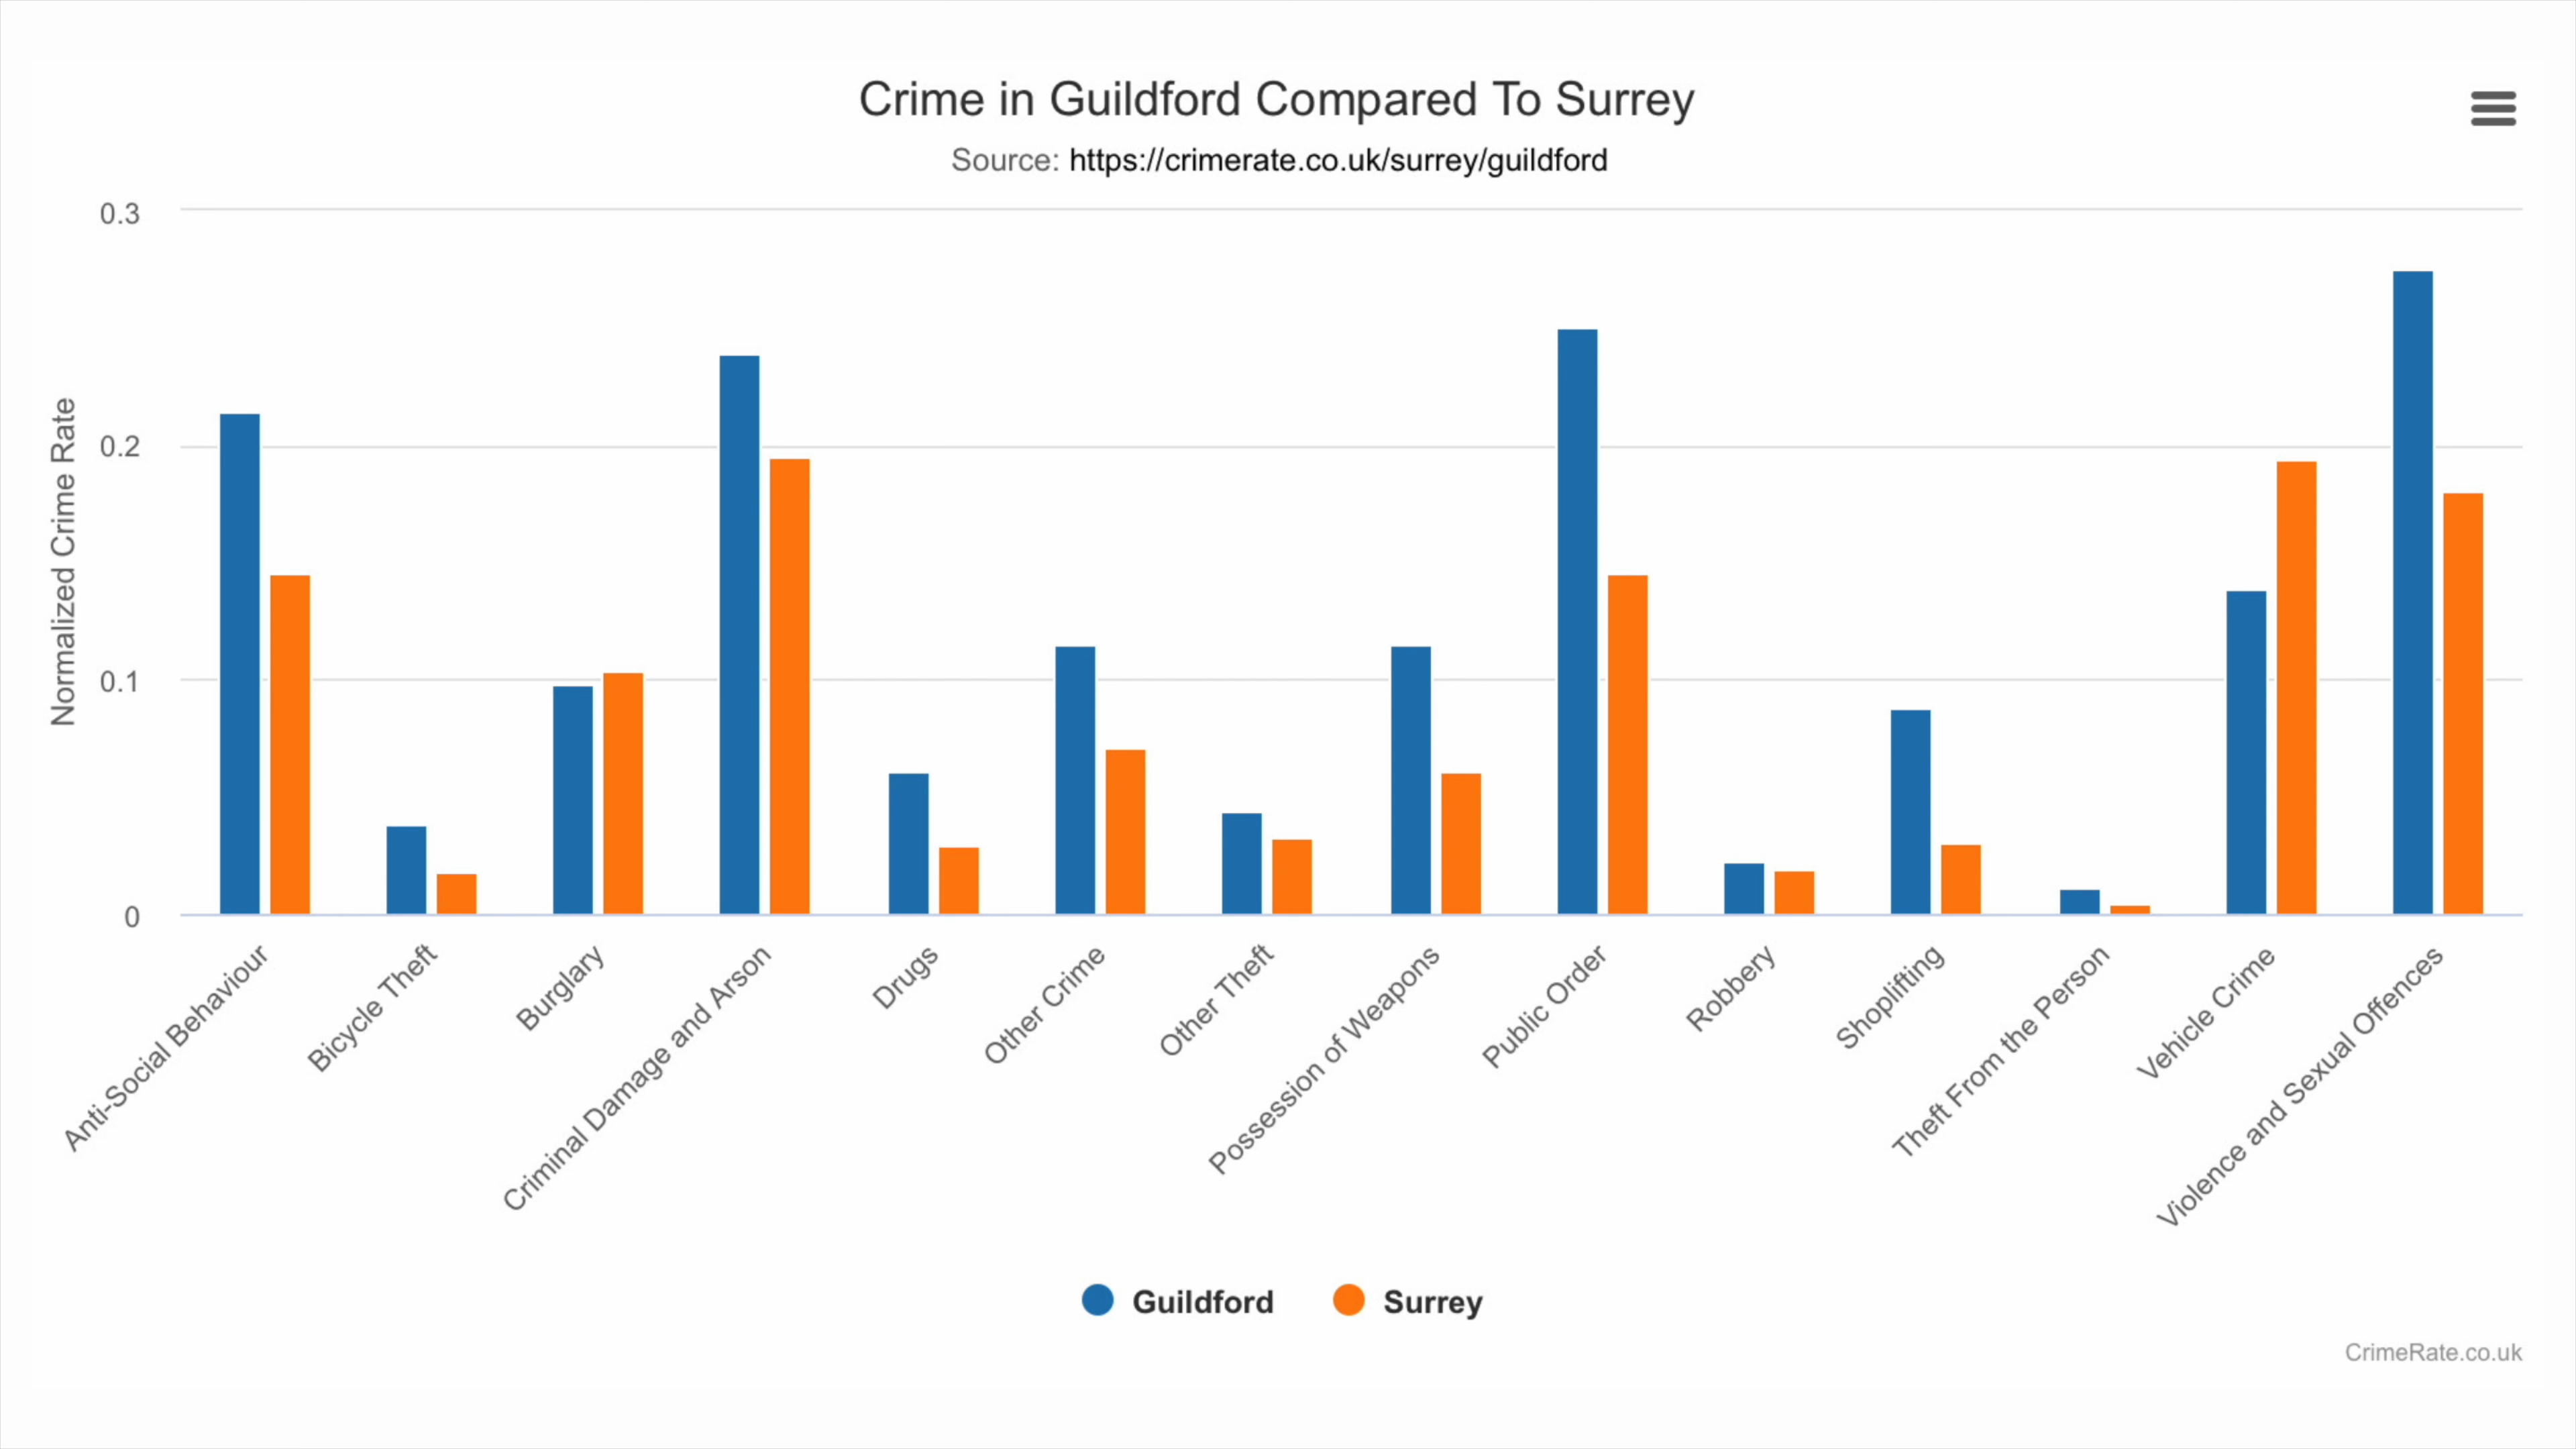 Crime in Guildford Compared To Surrey
Source: https://crimerate.co.uk/surrey/guildford
Normalized Crime Rate
0.3
0.2
0.1
0
Anti-Social Behaviour
Bicycle Theft
Burglary
Criminal Damage and Arson
Drugs
Other Crime
Other Theft
Possession of Weapons
Public Order
Robbery
Shoplifting
Theft From the Person
Vehicle Crime
Violence and Sexual Offences
Guildford
Surrey
CrimeRate.co.uk